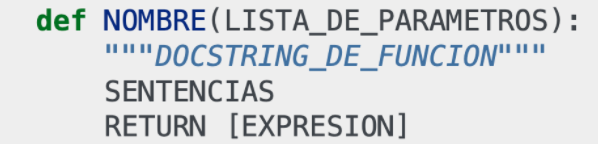 def NOMBRE(LISTA_DE_PARAMETROS):
    """DOCSTRING_DE_FUNCION"""
    SENTENCIAS
    RETURN [EXPRESION]